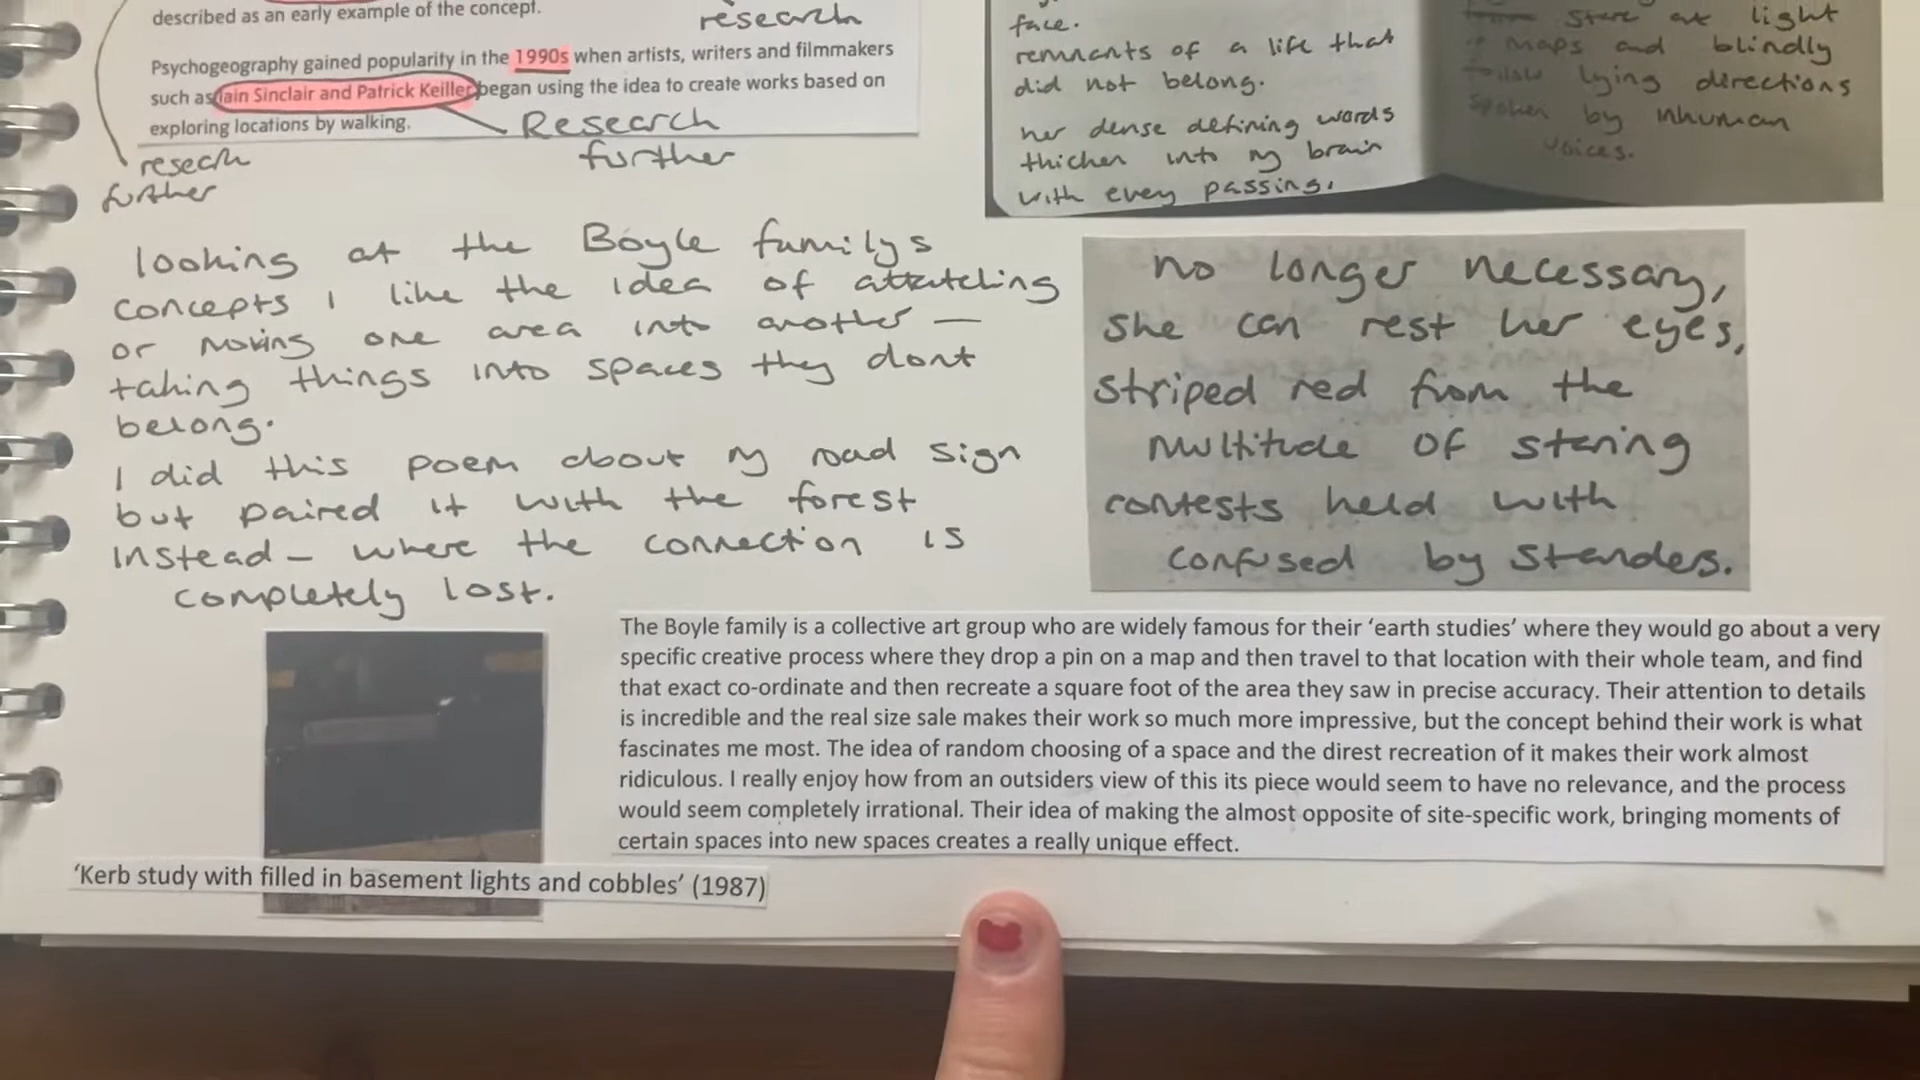 described as an early example of the concept.
research
Psychogeography gained popularity in the 1990s when artists, writers and filmmakers
such as Iain Sinclair and Patrick Keiller began using the idea to create works based on
exploring locations by walking.
Research
further
reseach
further
face.
remnants of a life that
did not belong.
her dense defining words
thicken into my brain
with every passing.
stare at light
maps and blindly
follow lying directions
spoken by inhuman
voices.
looking at the Boyle familys
concepts I like the idea of attatching
or moving one area into another —
taking things into spaces they dont
belong.
I did this poem about my road sign
but paired it with the forest
instead – where the connection is
completely lost.
no longer necessary,
she can rest her eyes,
striped red from the
multitude of staring
contests held with
confused by standers.
The Boyle family is a collective art group who are widely famous for their ‘earth studies’ where they would go about a very
specific creative process where they drop a pin on a map and then travel to that location with their whole team, and find
that exact co-ordinate and then recreate a square foot of the area they saw in precise accuracy. Their attention to details
is incredible and the real size sale makes their work so much more impressive, but the concept behind their work is what
fascinates me most. The idea of random choosing of a space and the direst recreation of it makes their work almost
ridiculous. I really enjoy how from an outsiders view of this its piece would seem to have no relevance, and the process
would seem completely irrational. Their idea of making the almost opposite of site-specific work, bringing moments of
certain spaces into new spaces creates a really unique effect.
‘Kerb study with filled in basement lights and cobbles’ (1987)